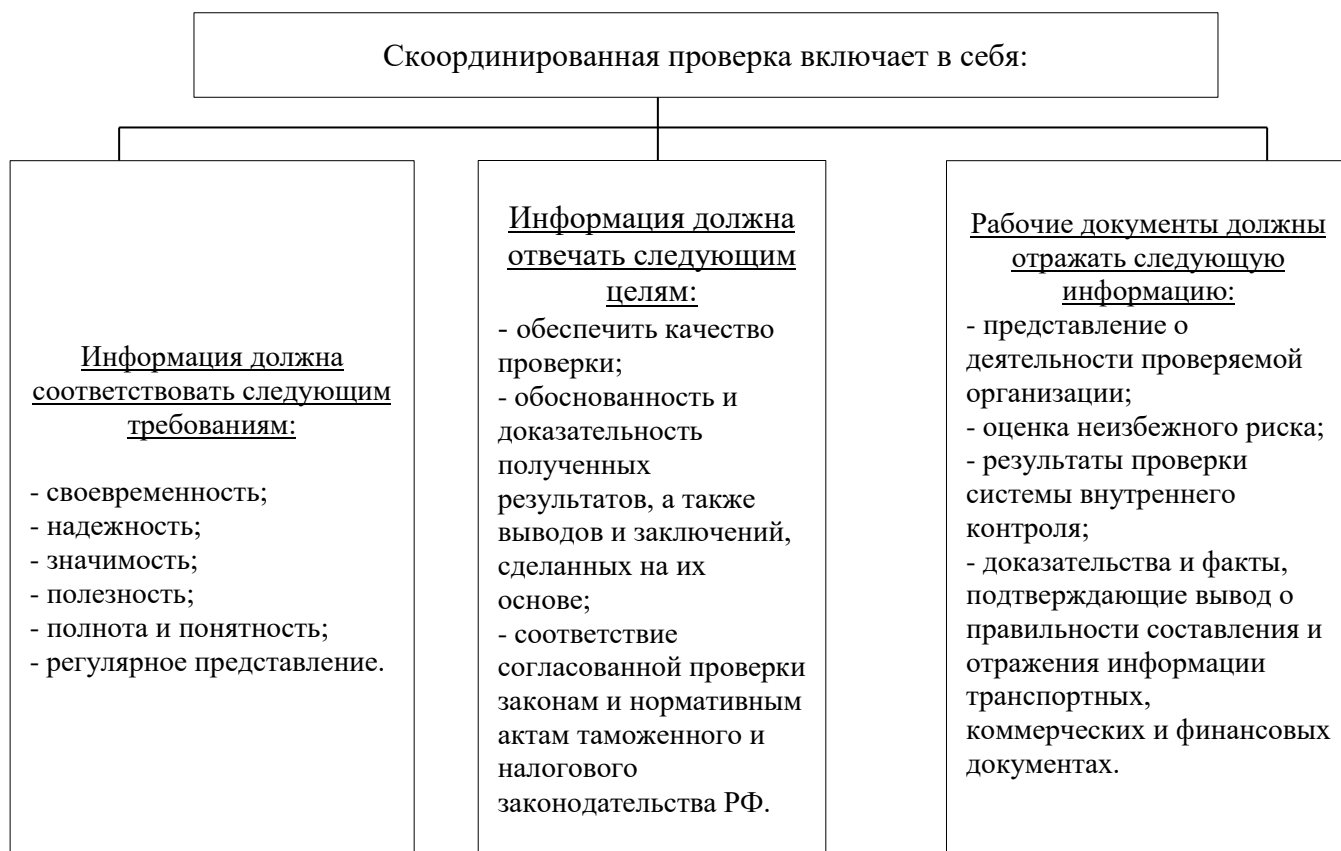 Скоординированная проверка включает в себя:
Информация должна
соответствовать следующим
требованиям:
- своевременность;
- надежность;
- значимость;
- полезность;
- полнота и понятность;
- регулярное представление.
Информация должна
отвечать следующим
целям:
- обеспечить качество
проверки;
- обоснованность и
доказательность
полученных
результатов, а также
выводов и заключений,
сделанных на их
основе;
- соответствие
согласованной проверки
законам и нормативным
актам таможенного и
налогового
законодательства РФ.
Рабочие документы должны
отражать следующую
информацию:
- представление о
деятельности проверяемой
организации;
- оценка неизбежного риска;
- результаты проверки
системы внутреннего
контроля;
- доказательства и факты,
подтверждающие вывод о
правильности составления и
отражения информации
транспортных,
коммерческих и финансовых
документах.